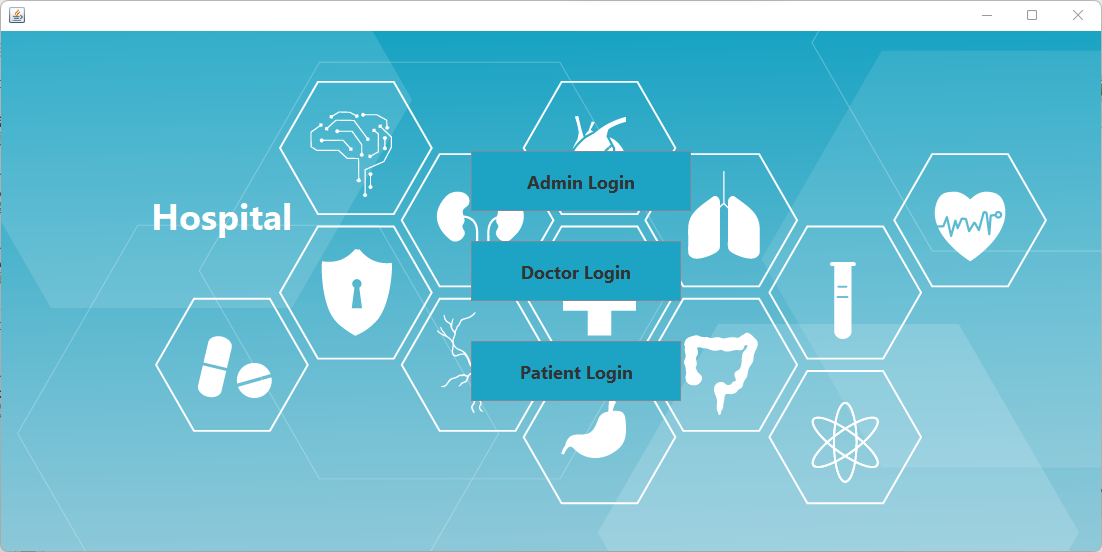 Hospital
Admin Login
Doctor Login
Patient Login